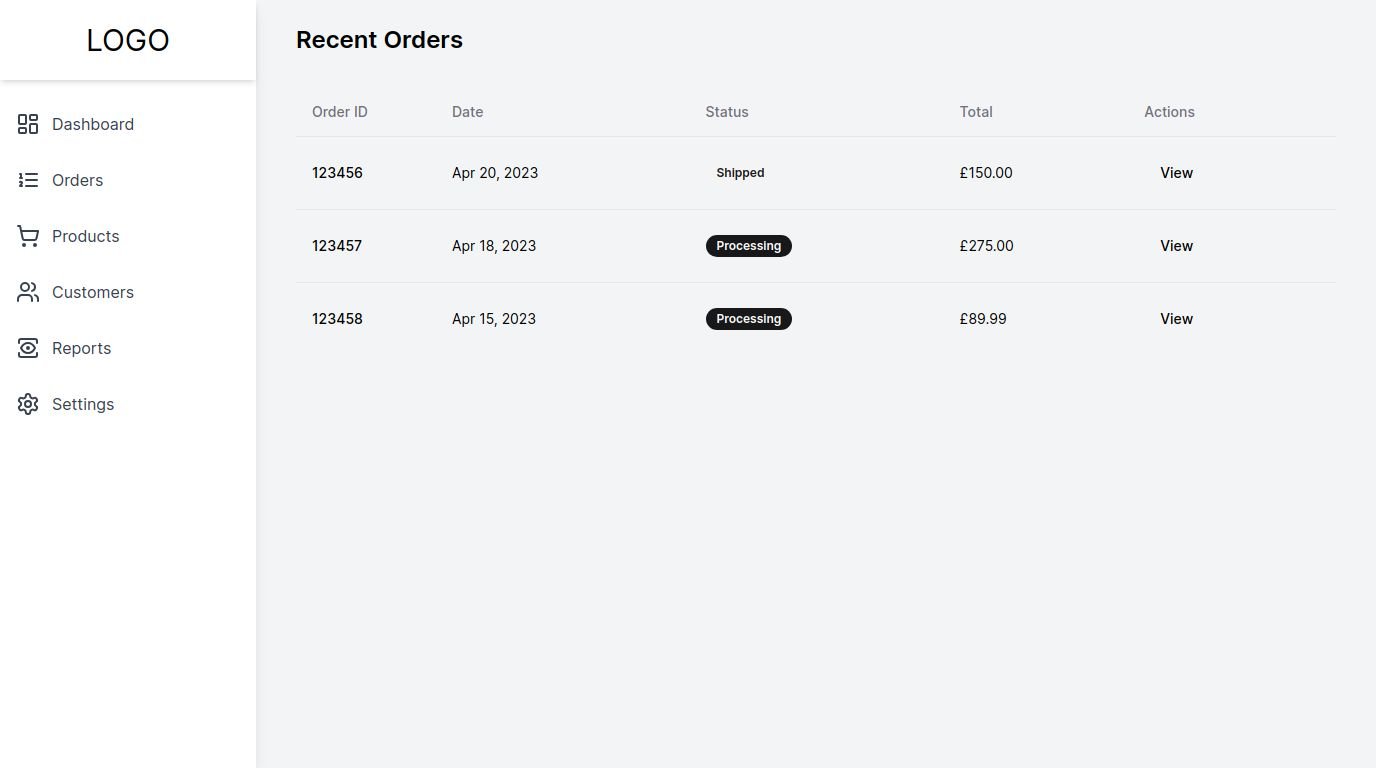 LOGO
Dashboard
Orders
Products
Customers
Reports
Settings
Recent Orders
Order ID Date Status Total Actions
123456 Apr 20, 2023 Shipped £150.00 View
123457 Apr 18, 2023 Processing £275.00 View
123458 Apr 15, 2023 Processing £89.99 View